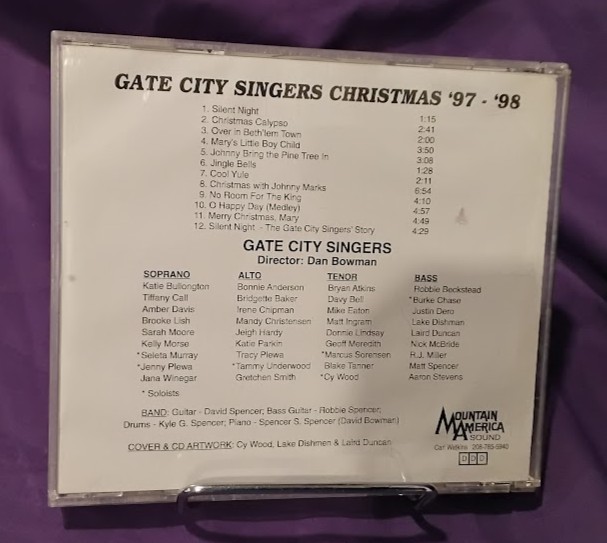 GATE CITY SINGERS CHRISTMAS '97 - '98
1. Silent Night 1:15
2. Christmas Calypso 2:41
3. Over in Beth'lem Town 2:00
4. Mary's Little Boy Child 3:50
5. Johnny Bring the Pine Tree In 3:08
6. Jingle Bells 1:28
7. Cool Yule 2:11
8. Christmas with Johnny Marks 6:54
9. No Room For The King 4:10
10. O Happy Day (Medley) 4:57
11. Merry Christmas, Mary 4:49
12. Silent Night - The Gate City Singers' Story 4:29
GATE CITY SINGERS
Director: Dan Bowman
SOPRANO ALTO TENOR BASS
Katie Bullongton Bonnie Anderson Bryan Atkins Robbie Beckstead
Tiffany Call Bridgette Baker Davy Bell *Burke Chase
Amber Davis Irene Chipman Mike Eaton Justin Dero
Brooke Lish Mandy Christensen Matt Ingram Lake Dishman
Sarah Moore Jeigh Hardy Donnie Lindsay Laird Duncan
Kelly Morse Katie Parkin Geoff Meredith Nick McBride
*Seleta Murray Tracy Plewa *Marcus Sorensen R.J. Miller
*Jenny Plewa *Tammy Underwood Blake Tanner Matt Spencer
Jana Winegar Gretchen Smith *Cy Wood Aaron Stevens
* Soloists
BAND: Guitar - David Spencer; Bass Guitar - Robbie Spencer;
Drums - Kyle G. Spencer; Piano - Spencer S. Spencer (David Bowman)
COVER & CD ARTWORK: Cy Wood, Lake Dishmen & Laird Duncan
MOUNTAIN
AMERICA
SOUND
Carl Watkins 208-785-5940
DDD